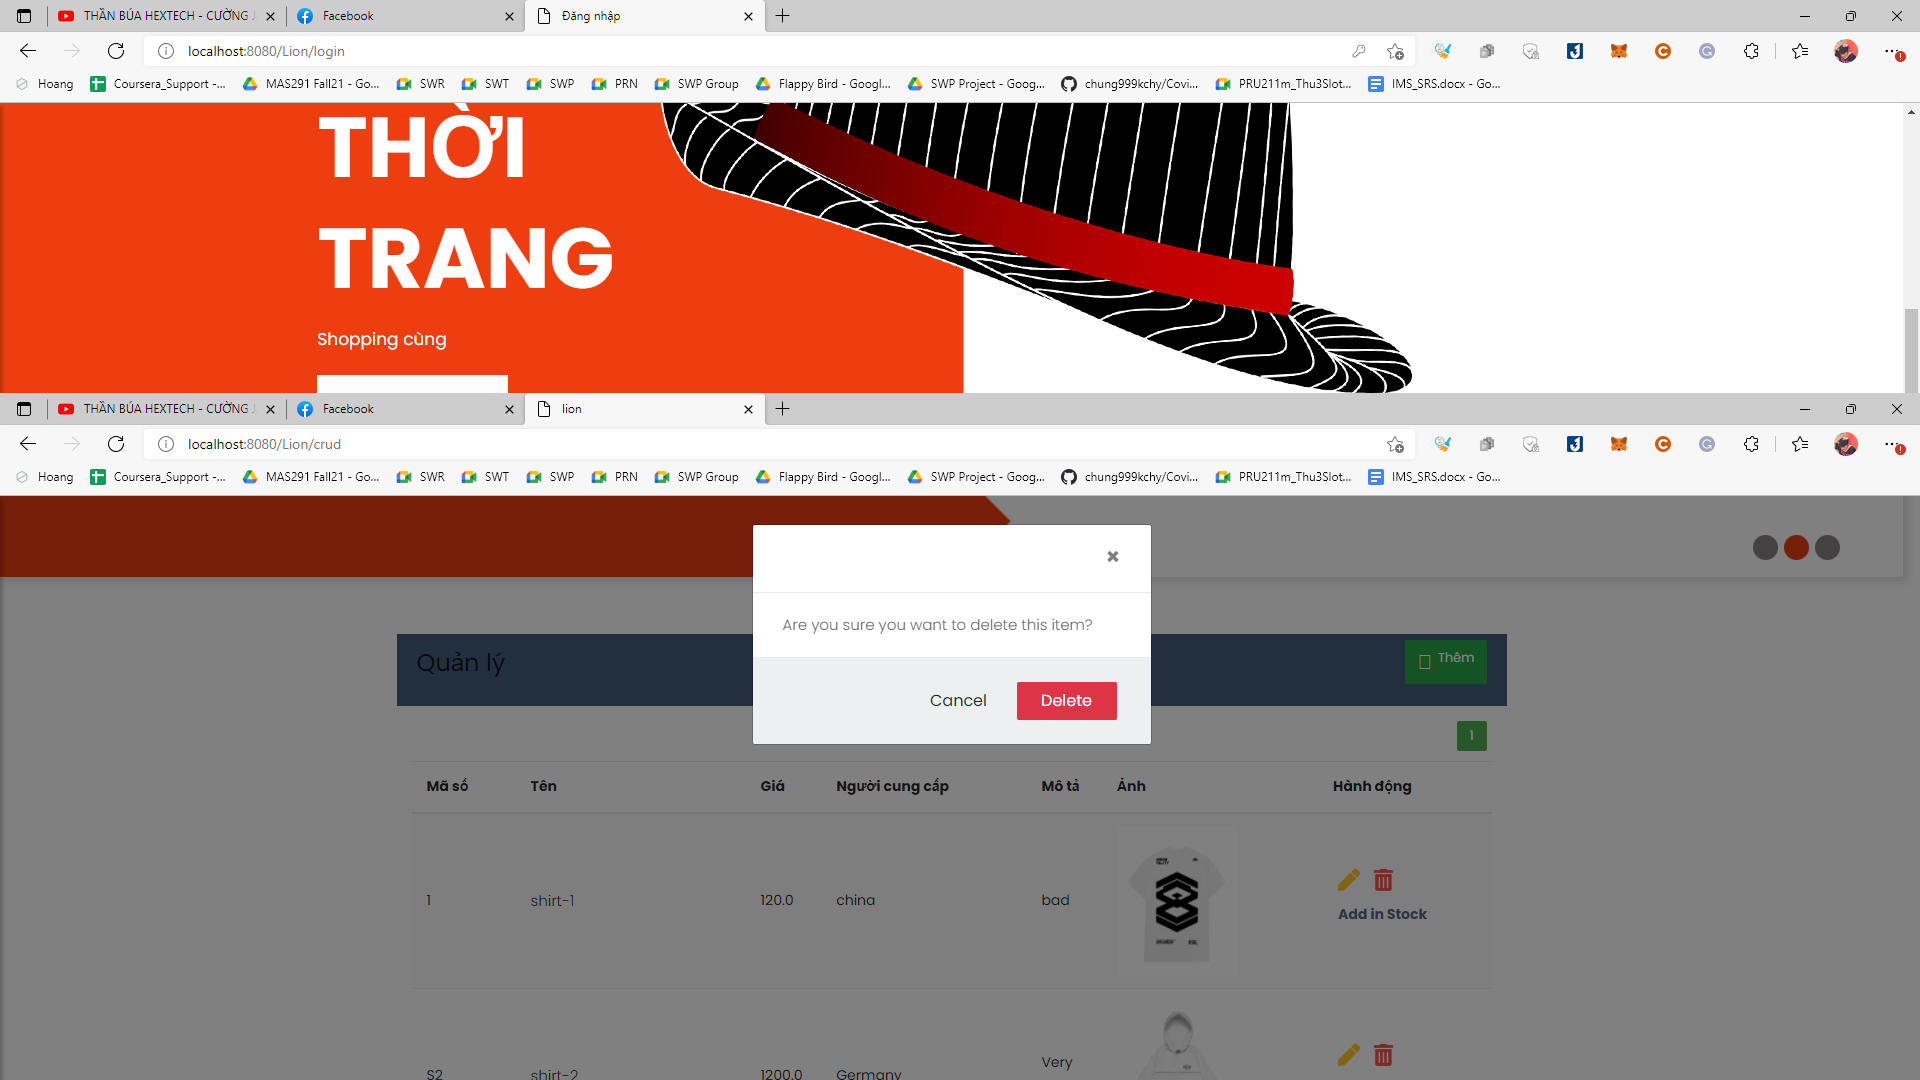 THẦN BÚA HEXTECH - CƯỜNG
Facebook
Đăng nhập
localhost:8080/Lion/login
Hoang
Coursera_Support -...
MAS291 Fall21 - Go...
SWR
SWT
SWP
PRN
SWP Group
Flappy Bird - Googl...
SWP Project - Goog...
chung999kchy/Covi...
PRU211m_Thu3Slot...
IMS_SRS.docx - Go...
THỜI
TRANG
Shopping cùng
THẦN BÚA HEXTECH - CƯỜNG
Facebook
lion
localhost:8080/Lion/crud
Hoang
Coursera_Support -...
MAS291 Fall21 - Go...
SWR
SWT
SWP
PRN
SWP Group
Flappy Bird - Googl...
SWP Project - Goog...
chung999kchy/Covi...
PRU211m_Thu3Slot...
IMS_SRS.docx - Go...
Are you sure you want to delete this item?
Cancel
Delete
Quản lý
Thêm
1
Mã số
Tên
Giá
Người cung cấp
Mô tả
Ảnh
Hành động
1
shirt-1
120.0
china
bad
Add in Stock
S2
shirt-2
1200.0
Germany
Very